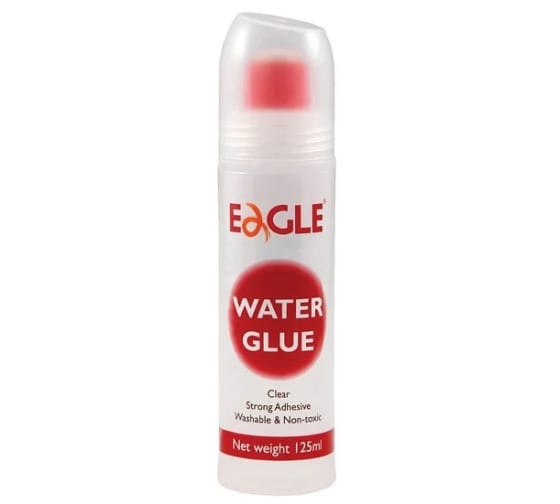 EAGLE®
WATER
GLUE
Clear
Strong Adhesive
Washable & Non-toxic
Net weight 125ml